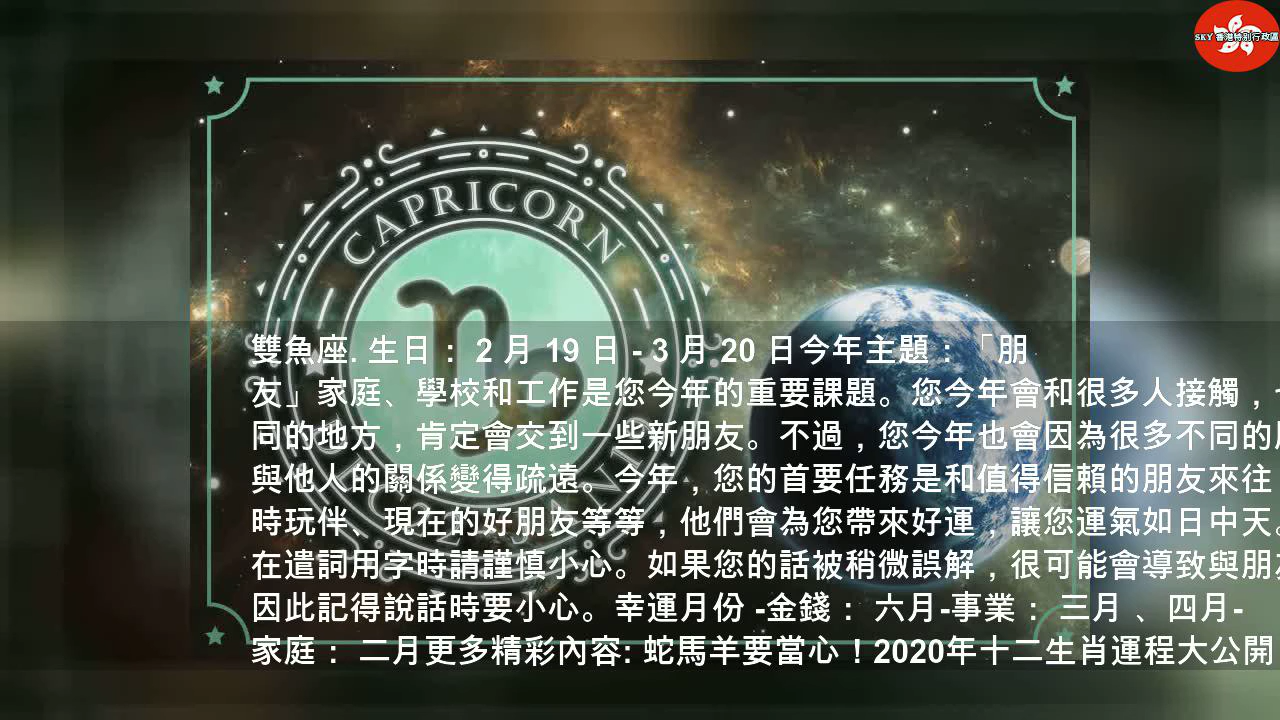 SKY 香港特別行政區
CAPRICORN
雙魚座. 生日： 2 月 19 日 - 3 月 20 日今年主題：「朋
友」家庭、學校和工作是您今年的重要課題。您今年會和很多人接觸，
同的地方，肯定會交到一些新朋友。不過，您今年也會因為很多不同的
與他人的關係變得疏遠。今年，您的首要任務是和值得信賴的朋友來往
時玩伴、現在的好朋友等等，他們會為您帶來好運，讓您運氣如日中天。
在遣詞用字時請謹慎小心。如果您的話被稍微誤解，很可能會導致與朋
因此記得說話時要小心。幸運月份 -金錢： 六月-事業： 三月 、四月-
家庭： 二月更多精彩內容: 蛇馬羊要當心！2020年十二生肖運程大公開